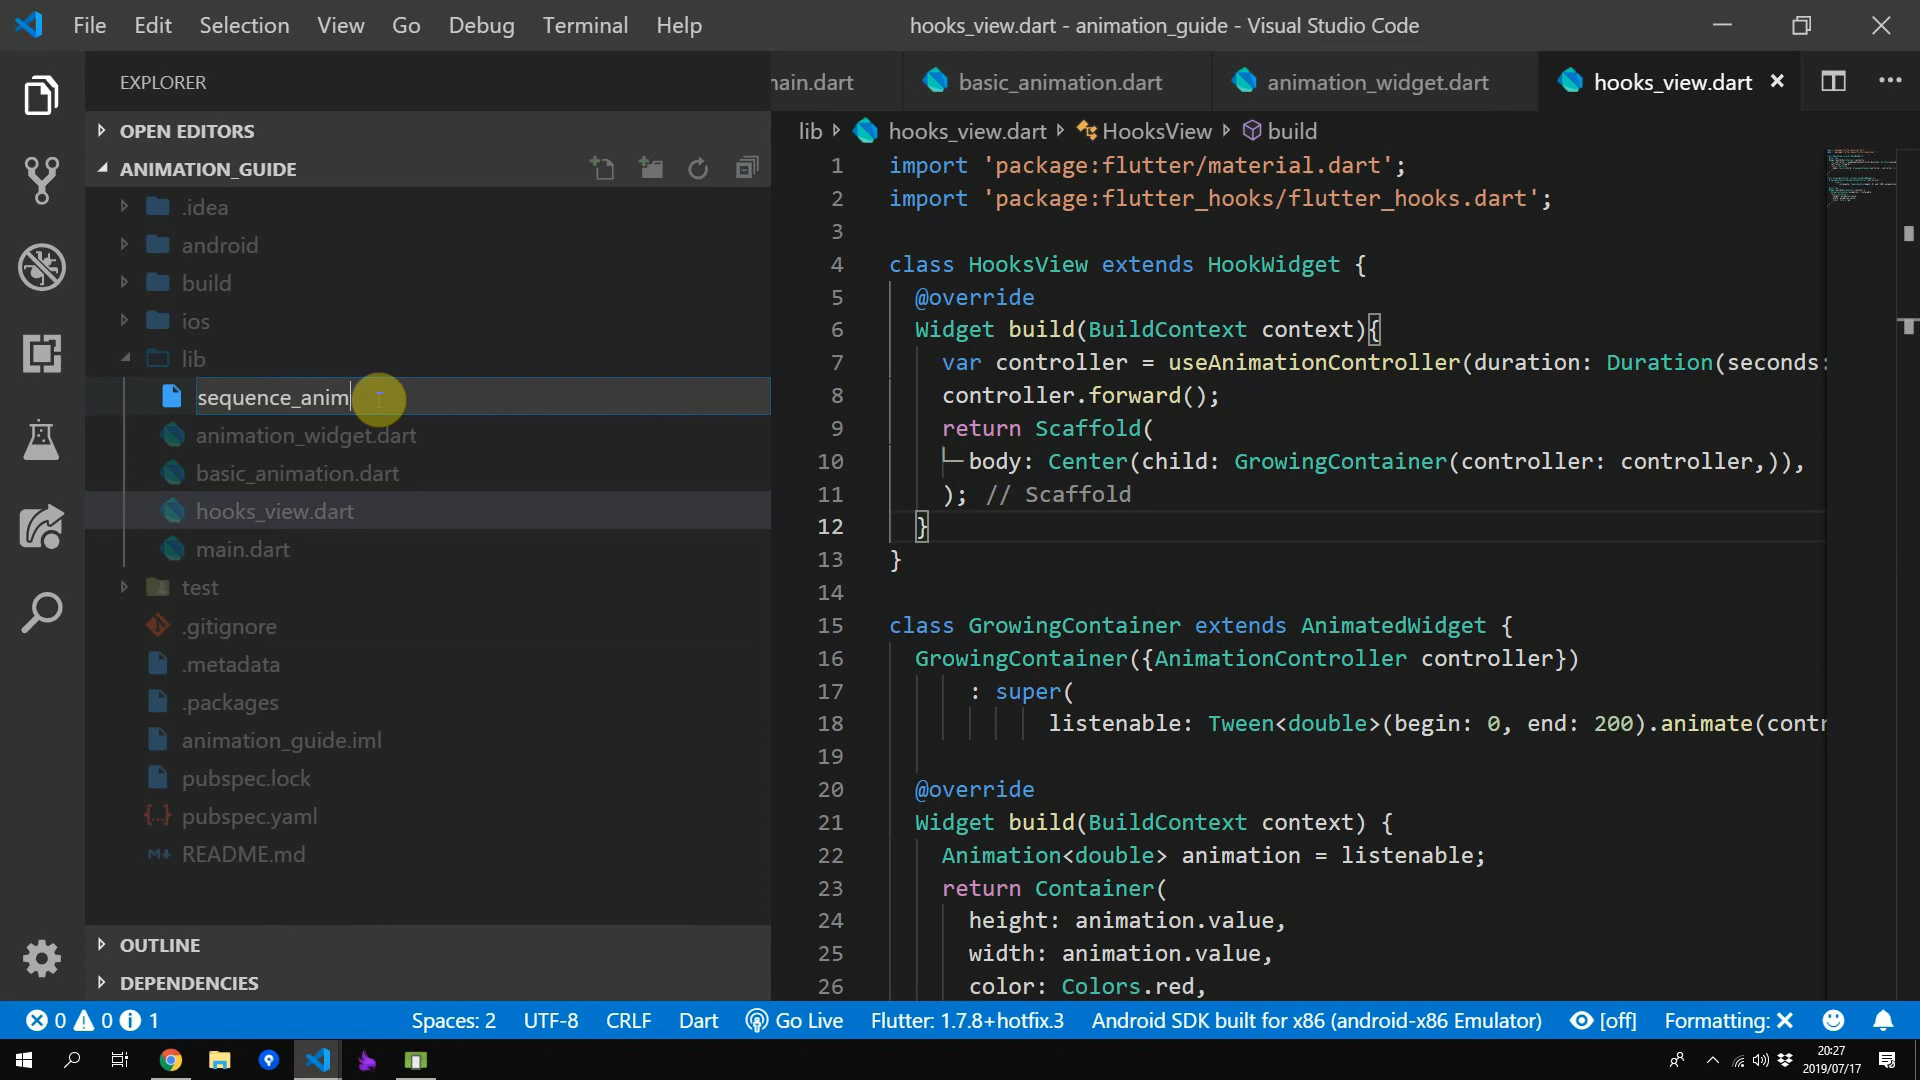 File Edit Selection View Go Debug Terminal Help
hooks_view.dart - animation_guide - Visual Studio Code
EXPLORER
OPEN EDITORS
ANIMATION_GUIDE
.idea
android
build
ios
lib
sequence_anim
animation_widget.dart
basic_animation.dart
hooks_view.dart
main.dart
test
.gitignore
.metadata
.packages
animation_guide.iml
pubspec.lock
pubspec.yaml
README.md
OUTLINE
DEPENDENCIES
main.dart basic_animation.dart animation_widget.dart hooks_view.dart
lib hooks_view.dart HooksView build
1 import 'package:flutter/material.dart';
2 import 'package:flutter_hooks/flutter_hooks.dart';
3
4 class HooksView extends HookWidget {
5 @override
6 Widget build(BuildContext context){
7 var controller = useAnimationController(duration: Duration(seconds:
8 controller.forward();
9 return Scaffold(
10 body: Center(child: GrowingContainer(controller: controller,)),
11 ); // Scaffold
12 }
13 }
14
15 class GrowingContainer extends AnimatedWidget {
16 GrowingContainer({AnimationController controller})
17 : super(
18 listenable: Tween<double>(begin: 0, end: 200).animate(contr
19
20 @override
21 Widget build(BuildContext context) {
22 Animation<double> animation = listenable;
23 return Container(
24 height: animation.value,
25 width: animation.value,
26 color: Colors.red,
0 0 1 Spaces: 2 UTF-8 CRLF Dart Go Live Flutter: 1.7.8+hotfix.3 Android SDK built for x86 (android-x86 Emulator) [off] Formatting: X
20:27
2019/07/17